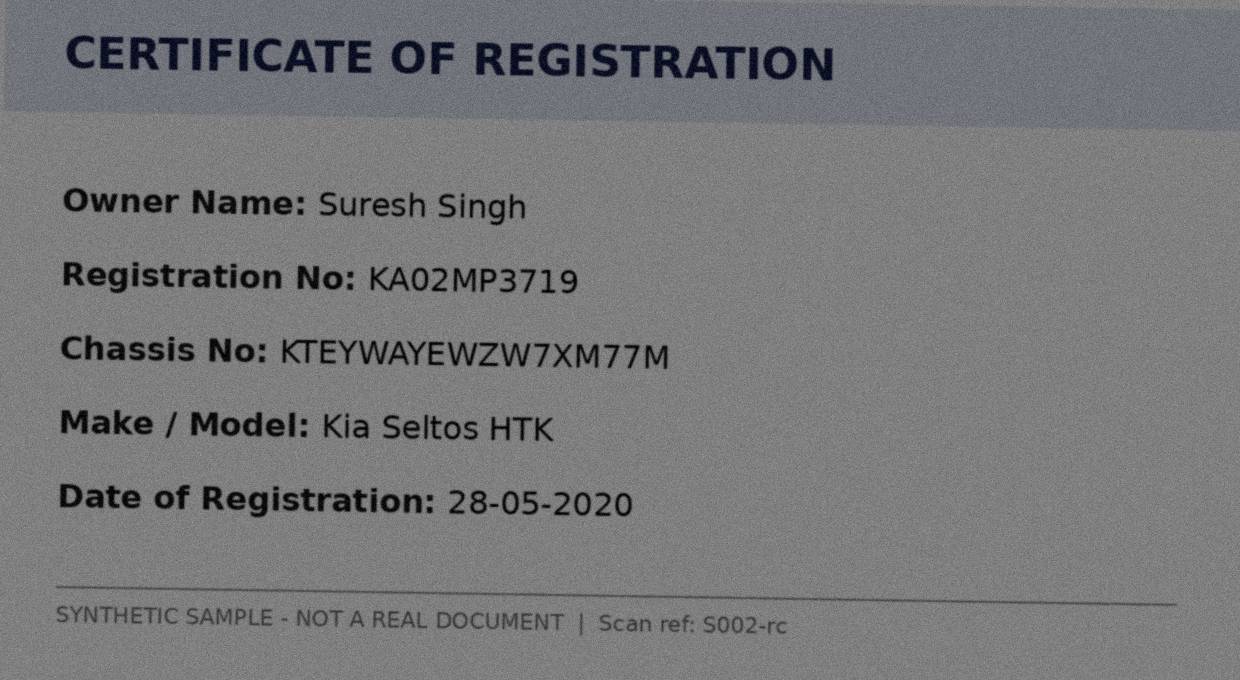 CERTIFICATE OF REGISTRATION
Owner Name: Suresh Singh
Registration No: KA02MP3719
Chassis No: KTEYWAYEWZW7XM77M
Make / Model: Kia Seltos HTK
Date of Registration: 28-05-2020
SYNTHETIC SAMPLE - NOT A REAL DOCUMENT | Scan ref: S002-rc